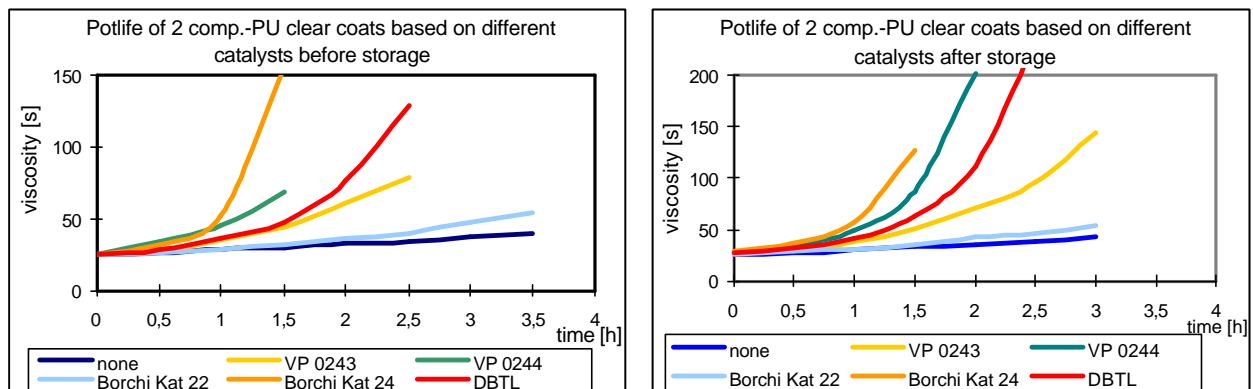 Potlife of 2 comp.-PU clear coats based on different
catalysts before storage
150
100
50
0
viscosity [s]
0 0,5 1 1,5 2 2,5 3 3,5 4
time [h]
none VP 0243 VP 0244
Borchi Kat 22 Borchi Kat 24 DBTL
Potlife of 2 comp.-PU clear coats based on different
catalysts after storage
200
150
100
50
0
viscosity [s]
0 0,5 1 1,5 2 2,5 3 3,5 4
time [h]
none VP 0243 VP 0244
Borchi Kat 22 Borchi Kat 24 DBTL